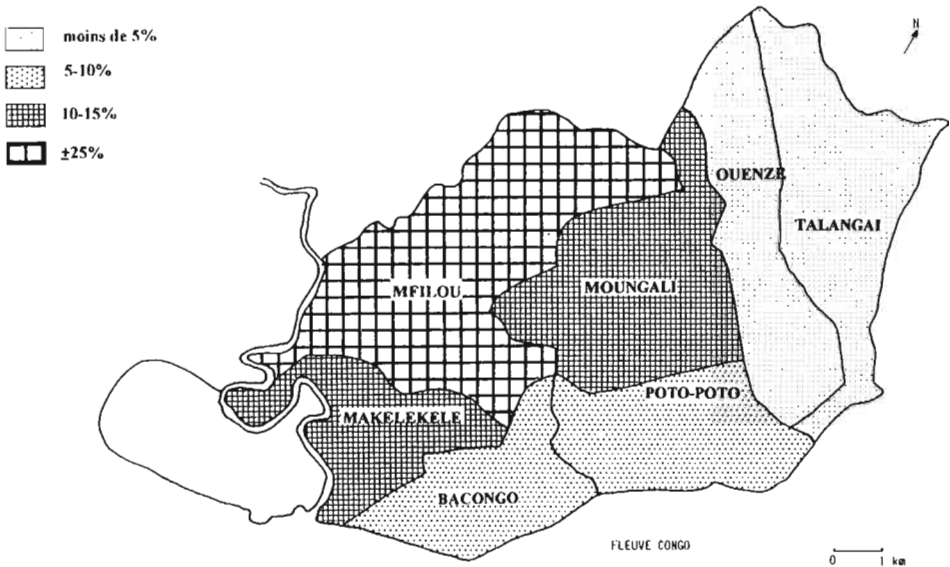 moins de 5%
5-10%
10-15%
±25%
N
OUENZE
TALANGAI
MFILOU
MOUNGALI
POTO-POTO
MAKELEKELE
BACONGO
FLEUVE CONGO
0 1 km